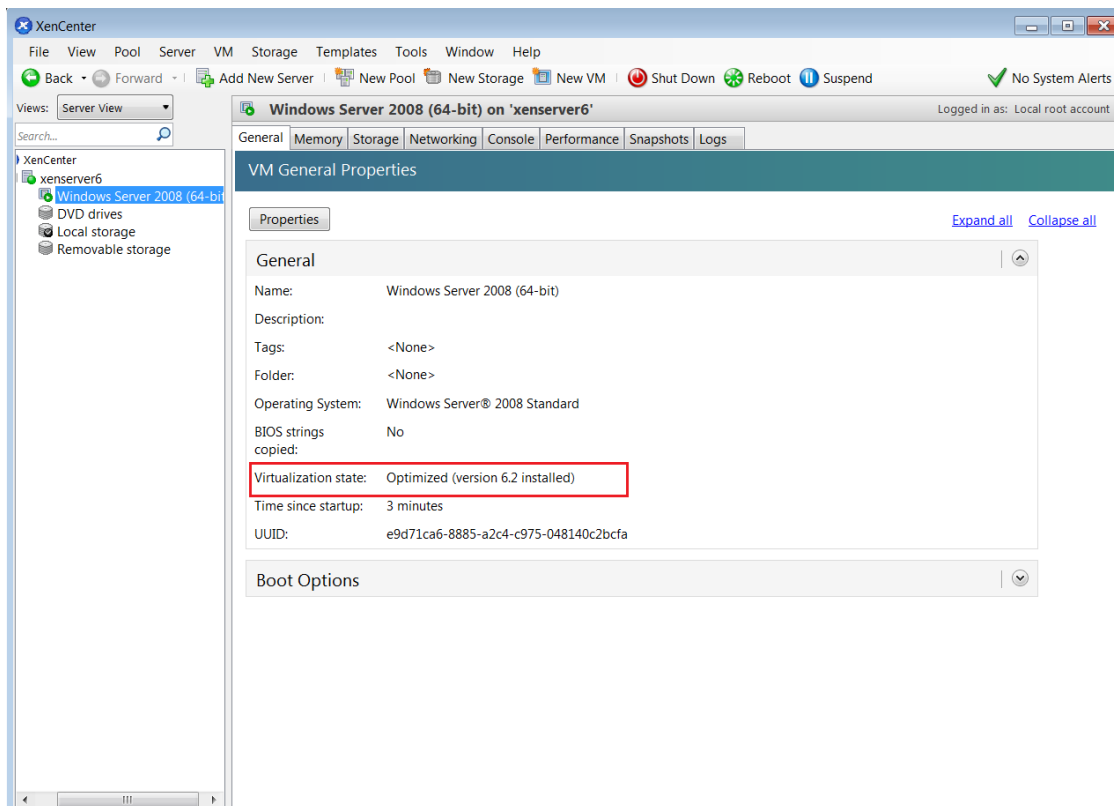 XenCenter
File View Pool Server VM Storage Templates Tools Window Help
Back Forward Add New Server New Pool New Storage New VM Shut Down Reboot Suspend No System Alerts
Views: Server View
Windows Server 2008 (64-bit) on 'xenserver6' Logged in as: Local root account
Search...
General Memory Storage Networking Console Performance Snapshots Logs
XenCenter
xenserver6
Windows Server 2008 (64-bit
DVD drives
Local storage
Removable storage
VM General Properties
Properties Expand all Collapse all
General
Name: Windows Server 2008 (64-bit)
Description:
Tags: <None>
Folder: <None>
Operating System: Windows Server® 2008 Standard
BIOS strings No
copied:
Virtualization state: Optimized (version 6.2 installed)
Time since startup: 3 minutes
UUID: e9d71ca6-8885-a2c4-c975-048140c2bcfa
Boot Options